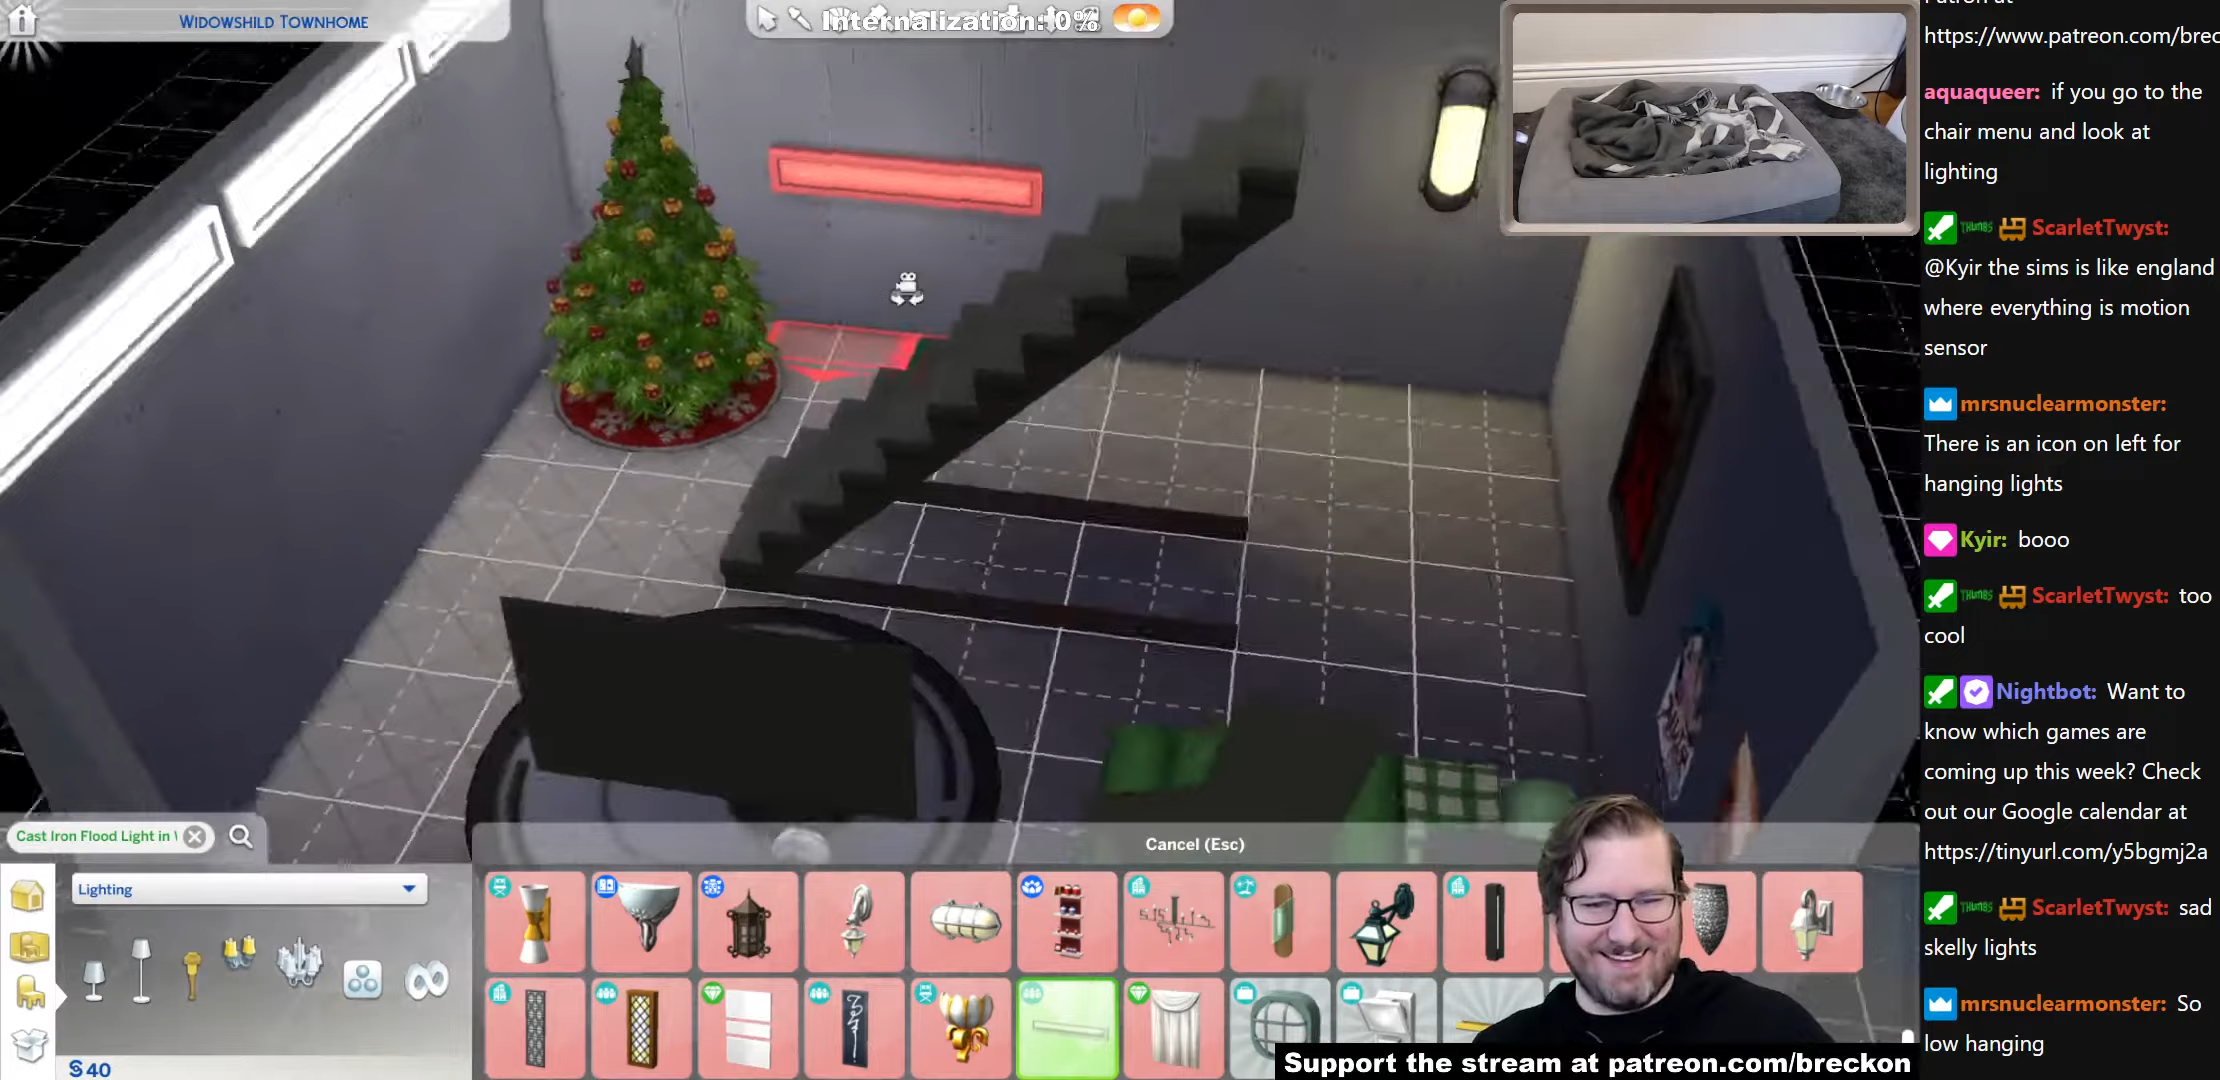 WIDOWSHILD TOWNHOME
Internalization: 0%
https://www.patreon.com/brec
aquaqueer: if you go to the
chair menu and look at
lighting
ScarletTwyst:
@Kyir the sims is like england
where everything is motion
sensor
mrsnuclearmonster:
There is an icon on left for
hanging lights
Kyir: booo
ScarletTwyst: too
cool
Nightbot: Want to
know which games are
coming up this week? Check
out our Google calendar at
https://tinyurl.com/y5bgmj2a
ScarletTwyst: sad
skelly lights
mrsnuclearmonster: So
low hanging
Cast Iron Flood Light in
Cancel (Esc)
Lighting
§40
Support the stream at patreon.com/breckon